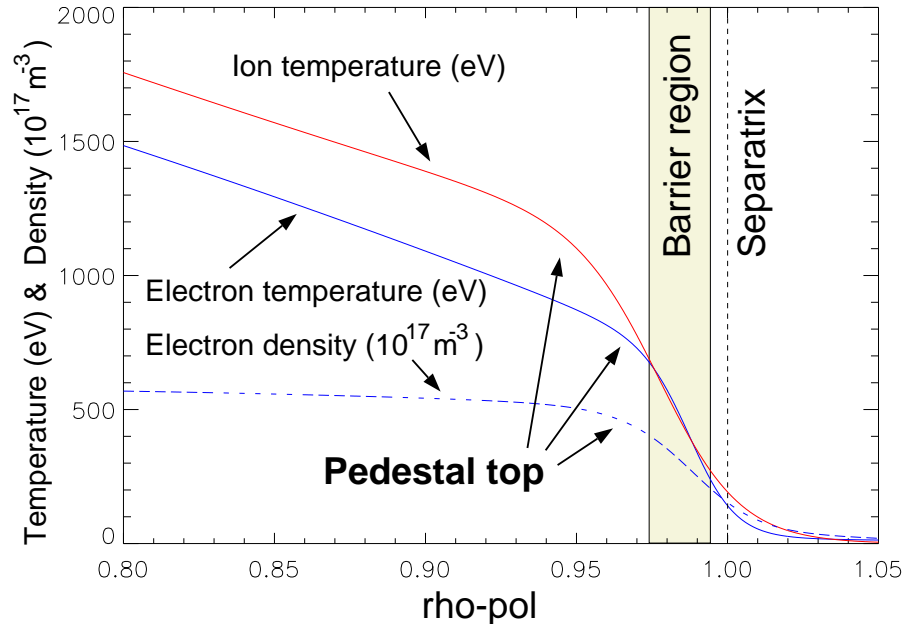 2000
1500
1000
500
0
Temperature (eV) & Density (10^17 m^-3)
Ion temperature (eV)
Electron temperature (eV)
Electron density (10^17 m^-3)
Pedestal top
Barrier region
Separatrix
0.80 0.85 0.90 0.95 1.00 1.05
rho-pol